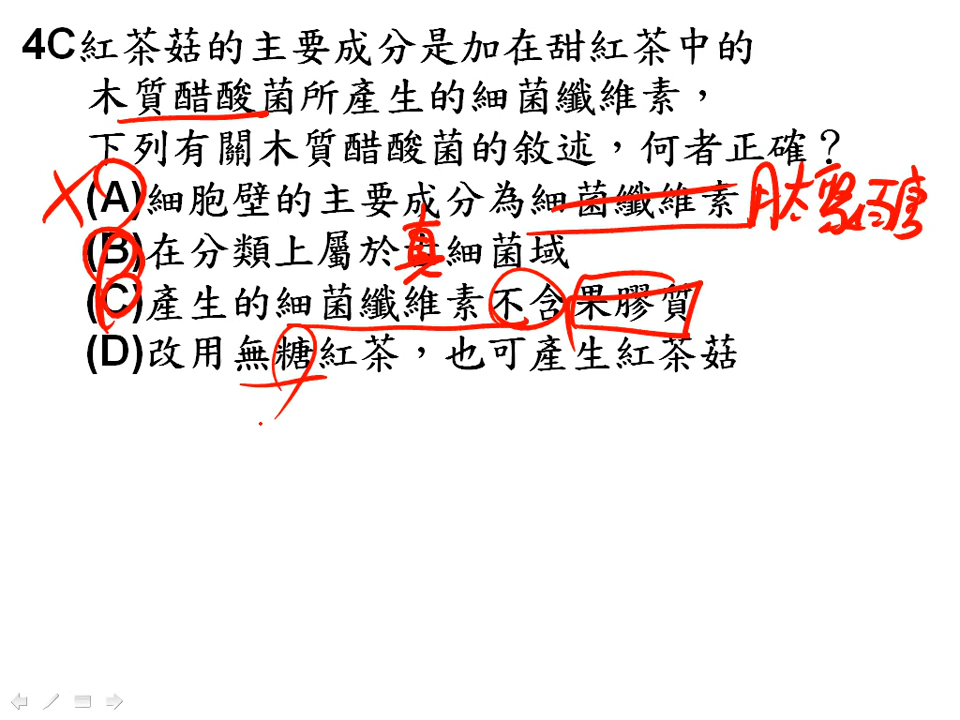 4C紅茶菇的主要成分是加在甜紅茶中的
木質醋酸菌所產生的細菌纖維素，
下列有關木質醋酸菌的敘述，何者正確？
(A)細胞壁的主要成分為細菌纖維素 肽聚醣
(B)在分類上屬於真細菌域
(C)產生的細菌纖維素不含果膠質
(D)改用無糖紅茶，也可產生紅茶菇